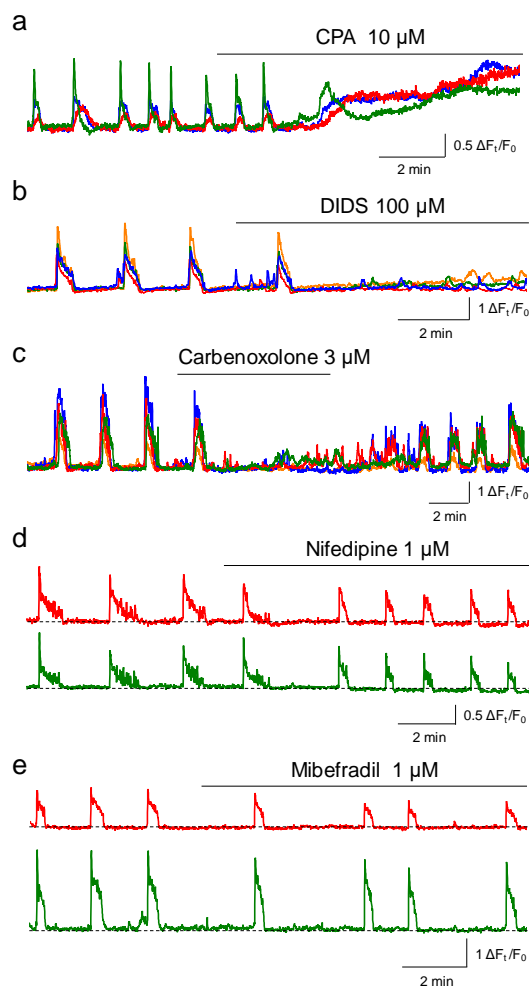 a
CPA 10 µM
0.5 ΔFt/F0
2 min
b
DIDS 100 µM
1 ΔFt/F0
2 min
c
Carbenoxolone 3 µM
1 ΔFt/F0
2 min
d
Nifedipine 1 µM
0.5 ΔFt/F0
2 min
e
Mibefradil 1 µM
1 ΔFt/F0
2 min